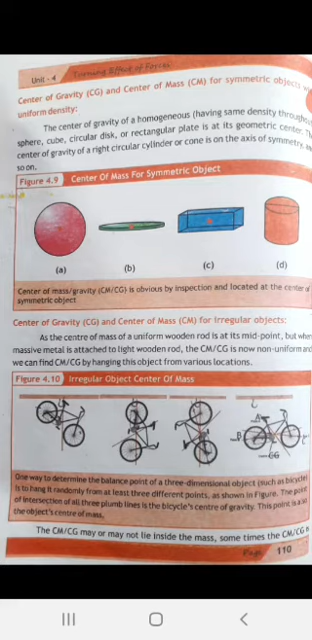 Unit - 4 Turning Effect of Forces
Center of Gravity (CG) and Center of Mass (CM) for symmetric objects
uniform density:
The center of gravity of a homogeneous (having same density throughout
sphere, cube, circular disk, or rectangular plate is at its geometric center.
center of gravity of a right circular cylinder or cone is on the axis of symmetry,
so on.
Figure 4.9 Center Of Mass For Symmetric Object
(a) (b) (c) (d)
Center of mass/gravity (CM/CG) is obvious by inspection and located at the center of
symmetric object
Center of Gravity (CG) and Center of Mass (CM) for irregular objects:
As the centre of mass of a uniform wooden rod is at its mid-point, but when
massive metal is attached to light wooden rod, the CM/CG is now non-uniform and
we can find CM/CG by hanging this object from various locations.
Figure 4.10 Irregular Object Center Of Mass
C
A
B
CG
One way to determine the balance point of a three-dimensional object (such as bicycle)
is to hang it randomly from at least three different points, as shown in Figure. The point
of intersection of all three plumb lines is the bicycle's centre of gravity. This point is also
the object's centre of mass.
The CM/CG may or may not lie inside the mass, some times the CM/CG
Page 110